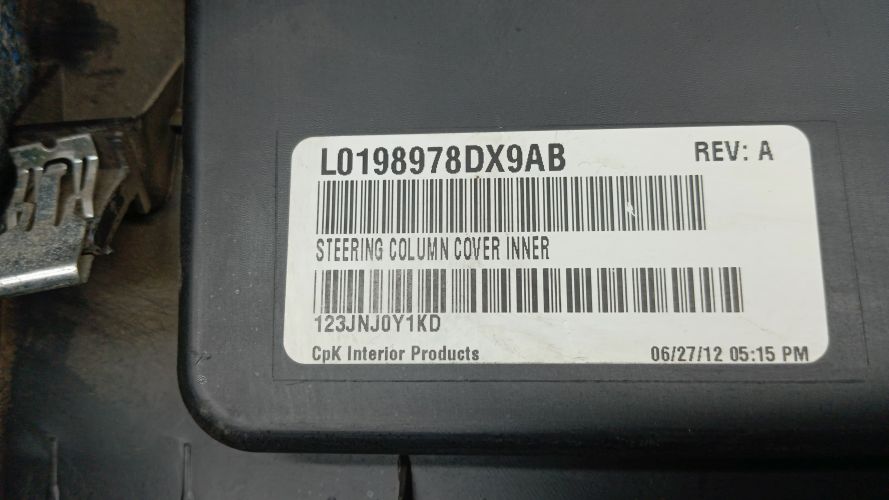 L0198978DX9AB REV: A
STEERING COLUMN COVER INNER
123JNJ0Y1KD
CpK Interior Products 06/27/12 05:15 PM